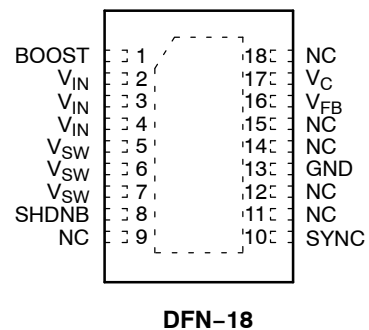 BOOST 1 18 NC
VIN 2 17 VC
VIN 3 16 VFB
VIN 4 15 NC
VSW 5 14 NC
VSW 6 13 GND
VSW 7 12 NC
SHDNB 8 11 NC
NC 9 10 SYNC
DFN−18